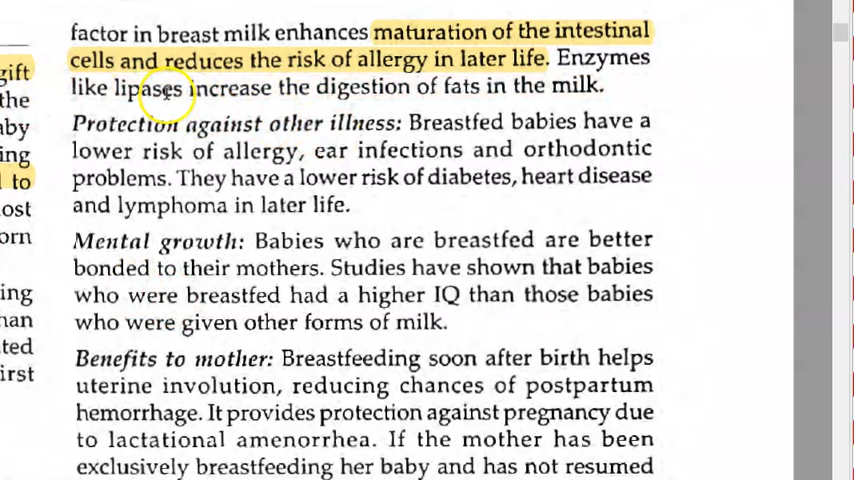 gift
the
aby
ing
l to
ost
orn
ing
han
ted
irst
factor in breast milk enhances maturation of the intestinal
cells and reduces the risk of allergy in later life. Enzymes
like lipases increase the digestion of fats in the milk.
Protection against other illness: Breastfed babies have a
lower risk of allergy, ear infections and orthodontic
problems. They have a lower risk of diabetes, heart disease
and lymphoma in later life.
Mental growth: Babies who are breastfed are better
bonded to their mothers. Studies have shown that babies
who were breastfed had a higher IQ than those babies
who were given other forms of milk.
Benefits to mother: Breastfeeding soon after birth helps
uterine involution, reducing chances of postpartum
hemorrhage. It provides protection against pregnancy due
to lactational amenorrhea. If the mother has been
exclusively breastfeeding her baby and has not resumed